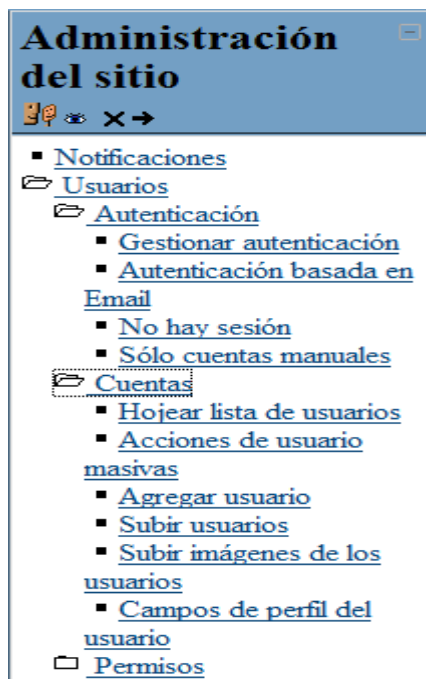 Administración
del sitio
Notificaciones
Usuarios
Autenticación
Gestionar autenticación
Autenticación basada en
Email
No hay sesión
Sólo cuentas manuales
Cuentas
Hojear lista de usuarios
Acciones de usuario
masivas
Agregar usuario
Subir usuarios
Subir imágenes de los
usuarios
Campos de perfil del
usuario
Permisos